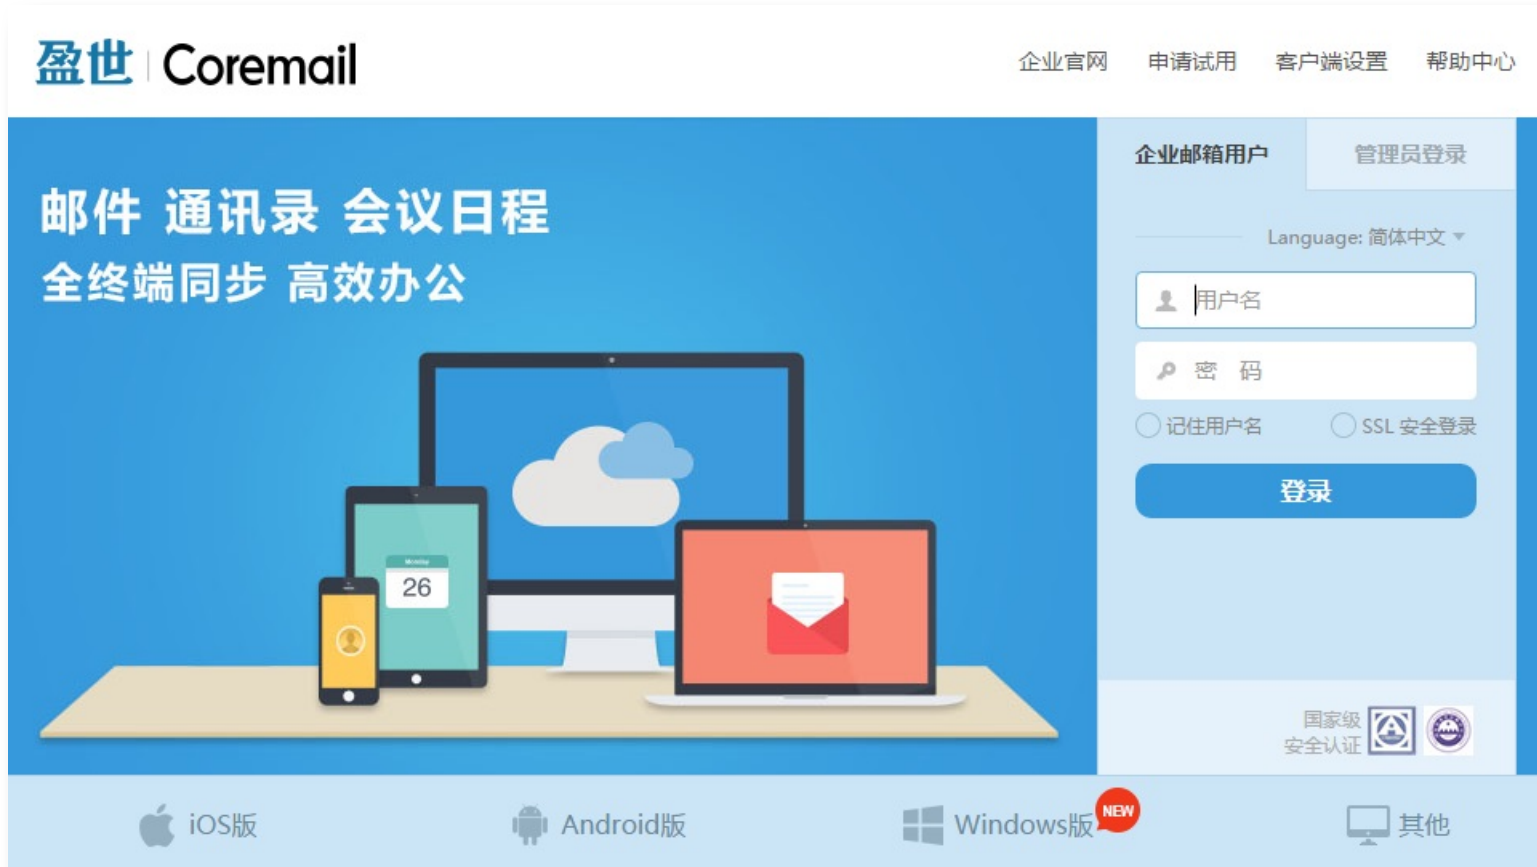 盈世 Coremail
企业官网 申请试用 客户端设置 帮助中心
邮件 通讯录 会议日程
全终端同步 高效办公
Monday
26
企业邮箱用户 管理员登录
Language: 简体中文
用户名
密 码
记住用户名 SSL 安全登录
登录
国家级
安全认证
iOS版 Android版 Windows版 NEW 其他